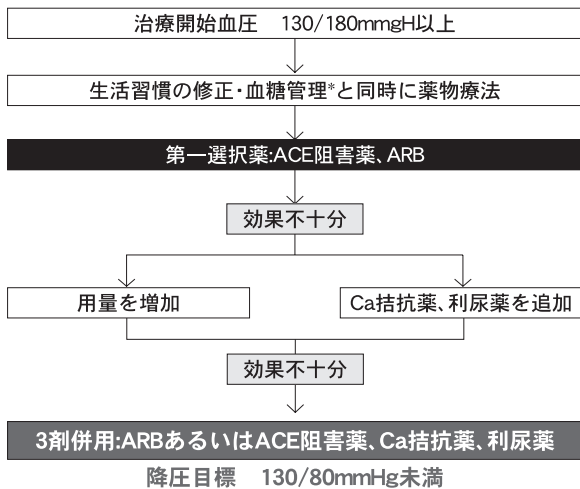 治療開始血圧　130/180mmgH以上
生活習慣の修正・血糖管理*と同時に薬物療法
第一選択薬:ACE阻害薬、ARB
効果不十分
用量を増加
Ca拮抗薬、利尿薬を追加
効果不十分
3剤併用:ARBあるいはACE阻害薬、Ca拮抗薬、利尿薬
降圧目標　130/80mmHg未満